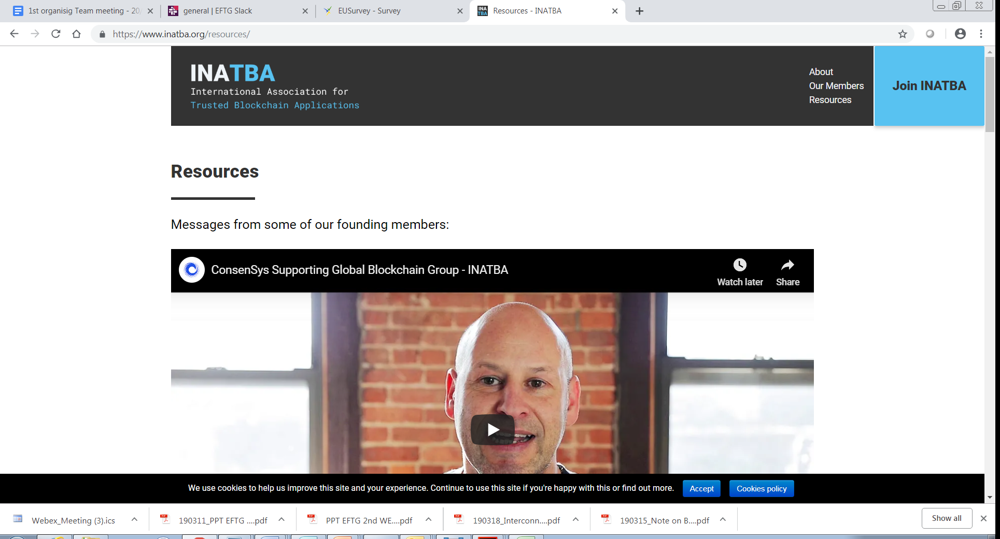 1st organisig Team meeting - 20/
general | EFTG Slack
EUSurvey - Survey
INA
TBA
Resources - INATBA
https://www.inatba.org/resources/
INATBA
International Association for
Trusted Blockchain Applications
About
Our Members
Resources
Join INATBA
Resources
Messages from some of our founding members:
ConsenSys Supporting Global Blockchain Group - INATBA
Watch later
Share
We use cookies to help us improve this site and your experience. Continue to use this site if you're happy with this or find out more.
Accept
Cookies policy
Webex_Meeting (3).ics
190311_PPT EFTG ....pdf
PPT EFTG 2nd WE....pdf
190318_Interconn....pdf
190315_Note on B....pdf
Show all